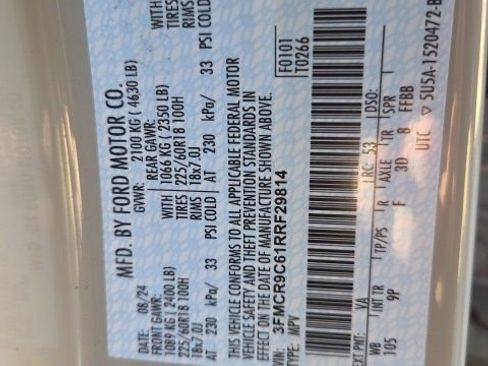 MFD. BY FORD MOTOR CO.
DATE: 08/24 GVWR: 2100 KG ( 4630 LB)
FRONT GAWR: REAR GAWR:
1089 KG ( 2400 LB) 1066 KG ( 2350 LB) WITH
225/60R18 100H TIRES 225/60R18 100H TIRES
18x7.0J RIMS 18x7.0J RIMS
AT 230 kPa/ 33 PSI COLD AT 230 kPa/ 33 PSI COLD
THIS VEHICLE CONFORMS TO ALL APPLICABLE FEDERAL MOTOR
VEHICLE SAFETY AND THEFT PREVENTION STANDARDS IN
EFFECT ON THE DATE OF MANUFACTURE SHOWN ABOVE.
VIN: 3FMCR9C61RRF29814 F0101
TYPE: MPV T0266
EXT PNT: VA RC: 53 DSO:
WB INT TR TP/PS R AXLE TR SPR
105 9P F 3D 8 FFBB
UTC ▽ 5U5A-1520472-B